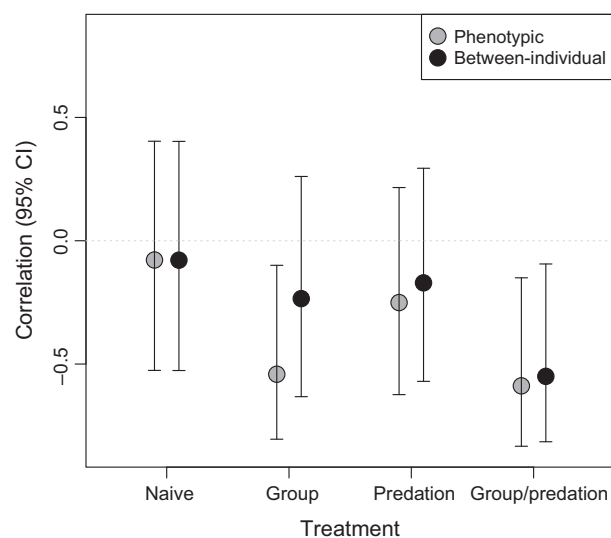 Phenotypic
Between-individual
Correlation (95% CI)
0.5
0.0
−0.5
Naive
Group
Predation
Group/predation
Treatment